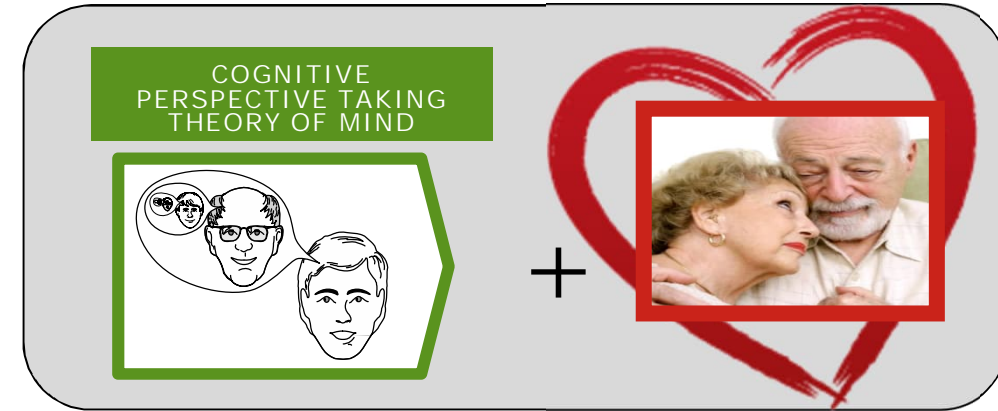 COGNITIVE
PERSPECTIVE TAKING
THEORY OF MIND
+